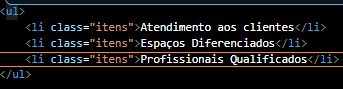 <ul>
<li class="itens">Atendimento aos clientes</li>
<li class="itens">Espaços Diferenciados</li>
<li class="itens">Profissionais Qualificados</li>
</ul>